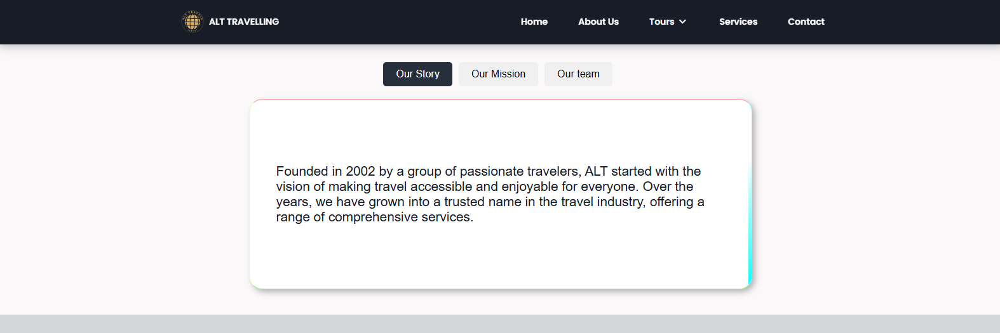 ALT TRAVELLING
Home
About Us
Tours
Services
Contact
Our Story
Our Mission
Our team
Founded in 2002 by a group of passionate travelers, ALT started with the
vision of making travel accessible and enjoyable for everyone. Over the
years, we have grown into a trusted name in the travel industry, offering a
range of comprehensive services.